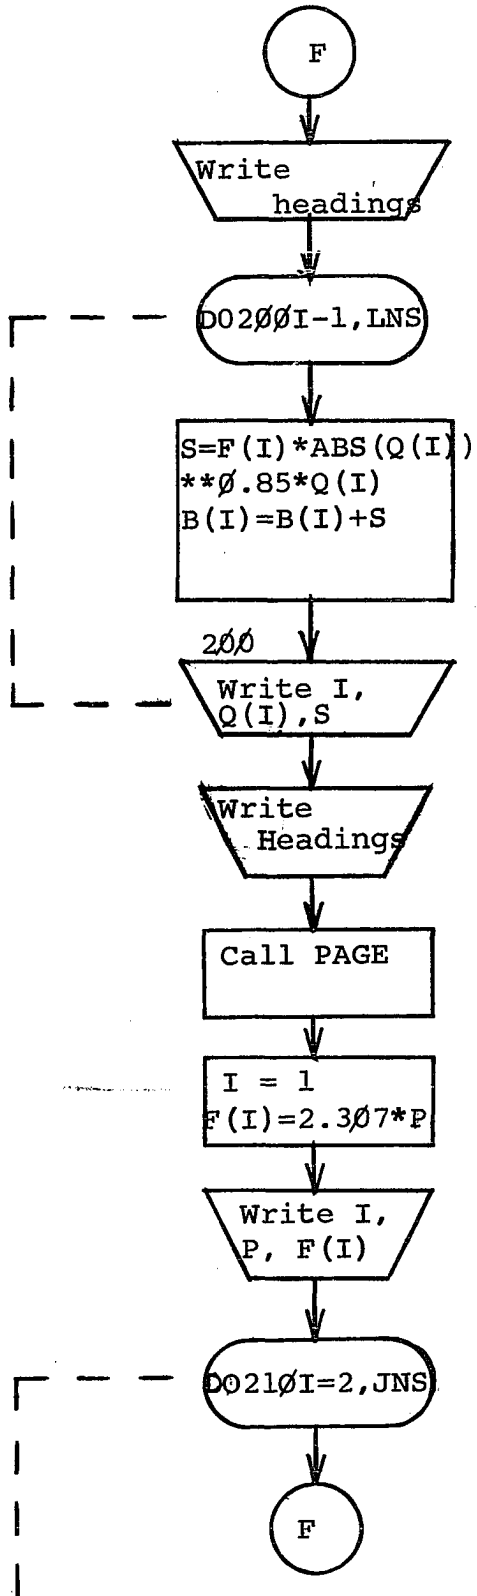 F
Write
headings
DO2ØØI-1,LNS
S=F(I)*ABS(Q(I))
**Ø.85*Q(I)
B(I)=B(I)+S
2ØØ
Write I,
Q(I),S
Write
Headings
Call PAGE
I = 1
F(I)=2.3Ø7*P
Write I,
P, F(I)
DO21ØI=2,JNS
F